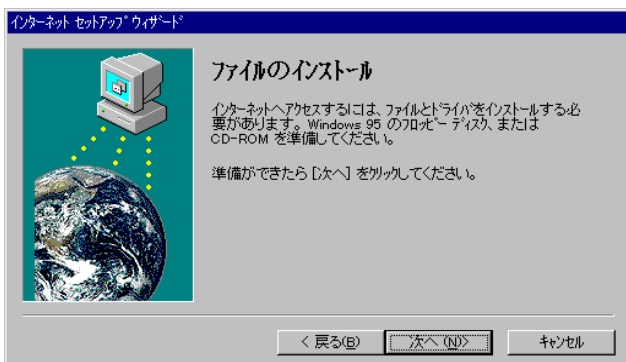 インターネット セットアップ ウィザード
ファイルのインストール
インターネットへアクセスするには、ファイルとドライバをインストールする必
要があります。Windows 95 のフロッピー ディスク、または
CD-ROM を準備してください。
準備ができたら [次へ] をクリックしてください。
< 戻る(B)
次へ (N)>
キャンセル